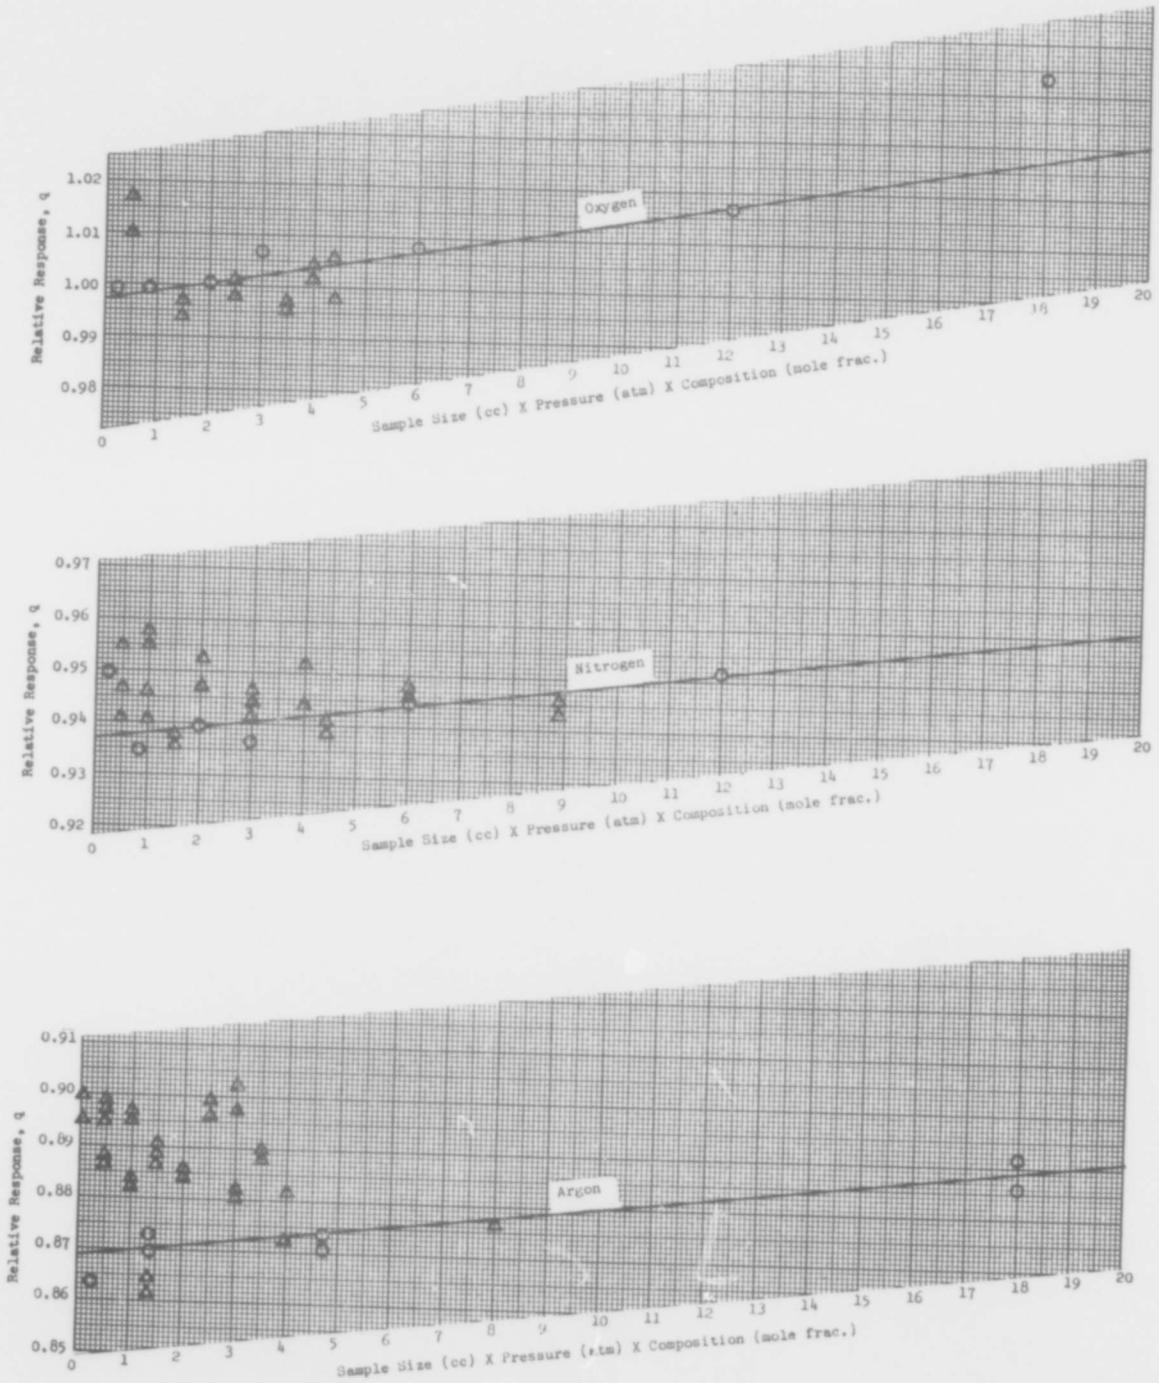 Relative Response, q
1.02
1.01
1.00
0.99
0.98
Oxygen
0 1 2 3 4 5 6 7 8 9 10 11 12 13 14 15 16 17 18 19 20
Sample Size (cc) X Pressure (atm) X Composition (mole frac.)
Relative Response, q
0.97
0.96
0.95
0.94
0.93
0.92
Nitrogen
0 1 2 3 4 5 6 7 8 9 10 11 12 13 14 15 16 17 18 19 20
Sample Size (cc) X Pressure (atm) X Composition (mole frac.)
Relative Response, q
0.91
0.90
0.89
0.88
0.87
0.86
0.85
Argon
0 1 2 3 4 5 6 7 8 9 10 11 12 13 14 15 16 17 18 19 20
Sample Size (cc) X Pressure (atm) X Composition (mole frac.)